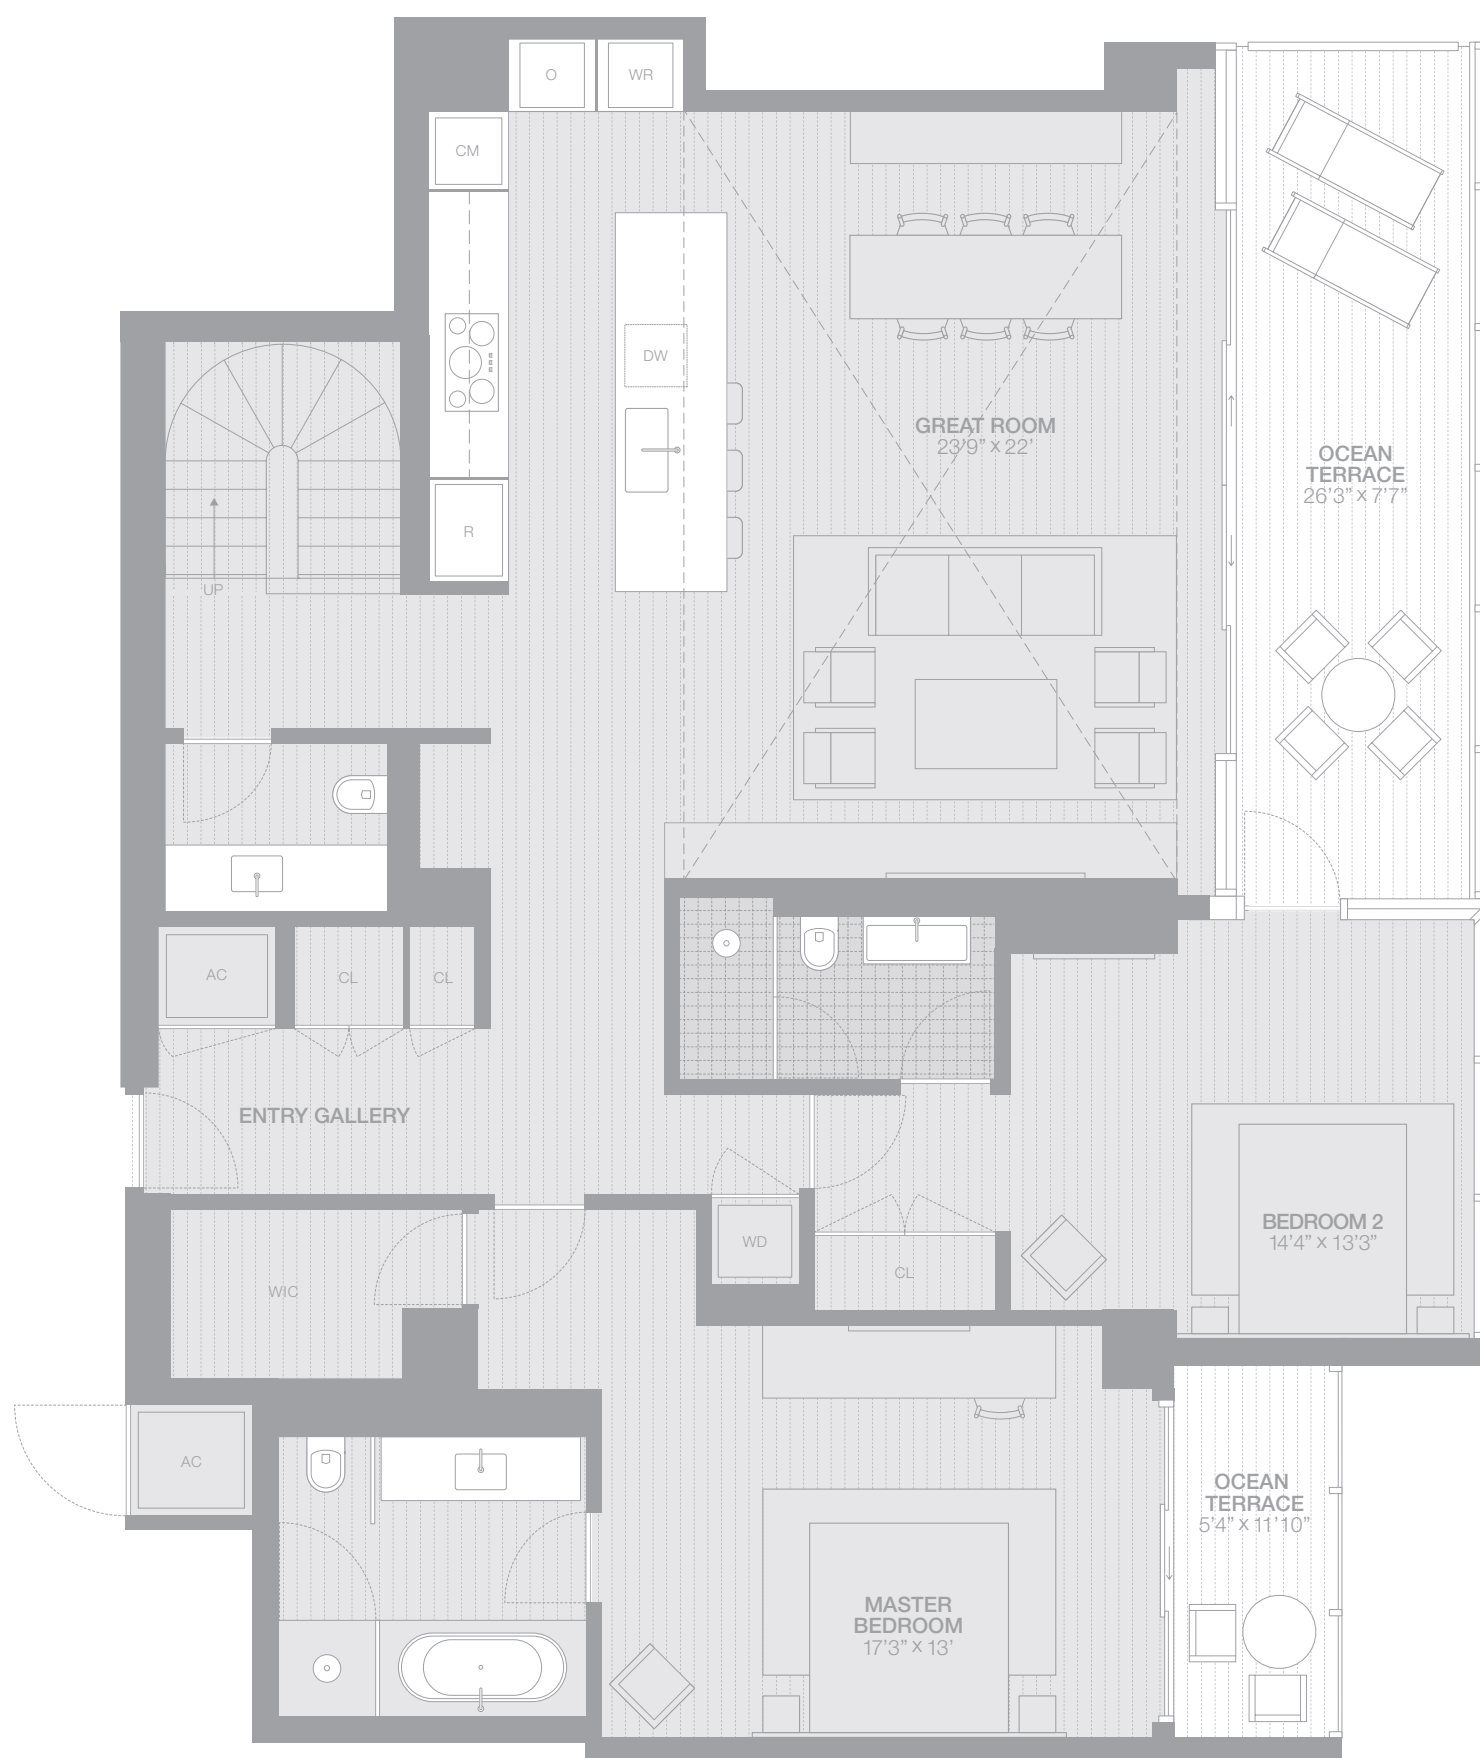 O
WR
CM
DW
GREAT ROOM
23’9” x 22’
OCEAN
TERRACE
26’3” x 7’7”
R
UP
AC
CL
CL
ENTRY GALLERY
BEDROOM 2
14’4” x 13’3”
WD
CL
WIC
AC
OCEAN
TERRACE
5’4” x 11’10”
MASTER
BEDROOM
17’3” x 13’